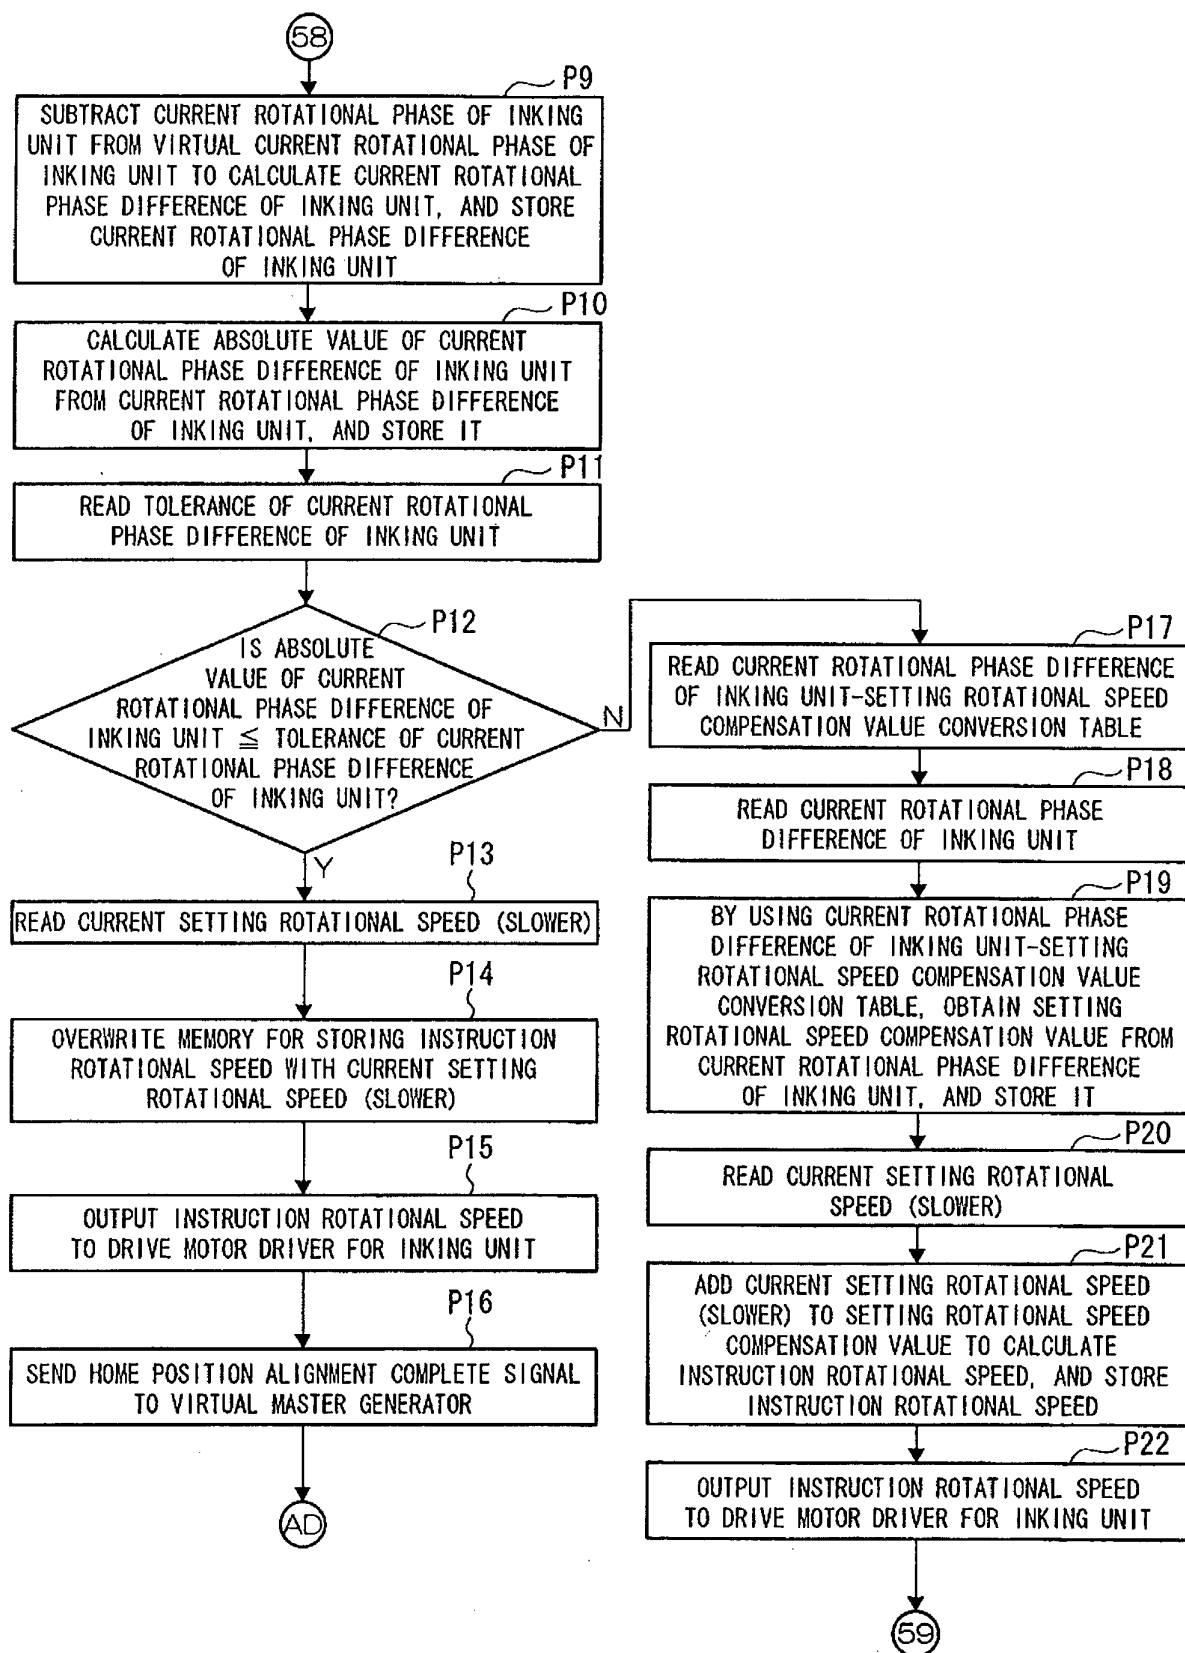 58
P9
SUBTRACT CURRENT ROTATIONAL PHASE OF INKING
UNIT FROM VIRTUAL CURRENT ROTATIONAL PHASE OF
INKING UNIT TO CALCULATE CURRENT ROTATIONAL
PHASE DIFFERENCE OF INKING UNIT, AND STORE
CURRENT ROTATIONAL PHASE DIFFERENCE
OF INKING UNIT
P10
CALCULATE ABSOLUTE VALUE OF CURRENT
ROTATIONAL PHASE DIFFERENCE OF INKING UNIT
FROM CURRENT ROTATIONAL PHASE DIFFERENCE
OF INKING UNIT, AND STORE IT
P11
READ TOLERANCE OF CURRENT ROTATIONAL
PHASE DIFFERENCE OF INKING UNIT
P12
IS ABSOLUTE
VALUE OF CURRENT
ROTATIONAL PHASE DIFFERENCE OF
INKING UNIT ≦ TOLERANCE OF CURRENT
ROTATIONAL PHASE DIFFERENCE
OF INKING UNIT?
N
Y
P13
READ CURRENT SETTING ROTATIONAL SPEED (SLOWER)
P14
OVERWRITE MEMORY FOR STORING INSTRUCTION
ROTATIONAL SPEED WITH CURRENT SETTING
ROTATIONAL SPEED (SLOWER)
P15
OUTPUT INSTRUCTION ROTATIONAL SPEED
TO DRIVE MOTOR DRIVER FOR INKING UNIT
P16
SEND HOME POSITION ALIGNMENT COMPLETE SIGNAL
TO VIRTUAL MASTER GENERATOR
AD
P17
READ CURRENT ROTATIONAL PHASE DIFFERENCE
OF INKING UNIT-SETTING ROTATIONAL SPEED
COMPENSATION VALUE CONVERSION TABLE
P18
READ CURRENT ROTATIONAL PHASE
DIFFERENCE OF INKING UNIT
P19
BY USING CURRENT ROTATIONAL PHASE
DIFFERENCE OF INKING UNIT-SETTING
ROTATIONAL SPEED COMPENSATION VALUE
CONVERSION TABLE, OBTAIN SETTING
ROTATIONAL SPEED COMPENSATION VALUE FROM
CURRENT ROTATIONAL PHASE DIFFERENCE
OF INKING UNIT, AND STORE IT
P20
READ CURRENT SETTING ROTATIONAL
SPEED (SLOWER)
P21
ADD CURRENT SETTING ROTATIONAL SPEED
(SLOWER) TO SETTING ROTATIONAL SPEED
COMPENSATION VALUE TO CALCULATE
INSTRUCTION ROTATIONAL SPEED, AND STORE
INSTRUCTION ROTATIONAL SPEED
P22
OUTPUT INSTRUCTION ROTATIONAL SPEED
TO DRIVE MOTOR DRIVER FOR INKING UNIT
59